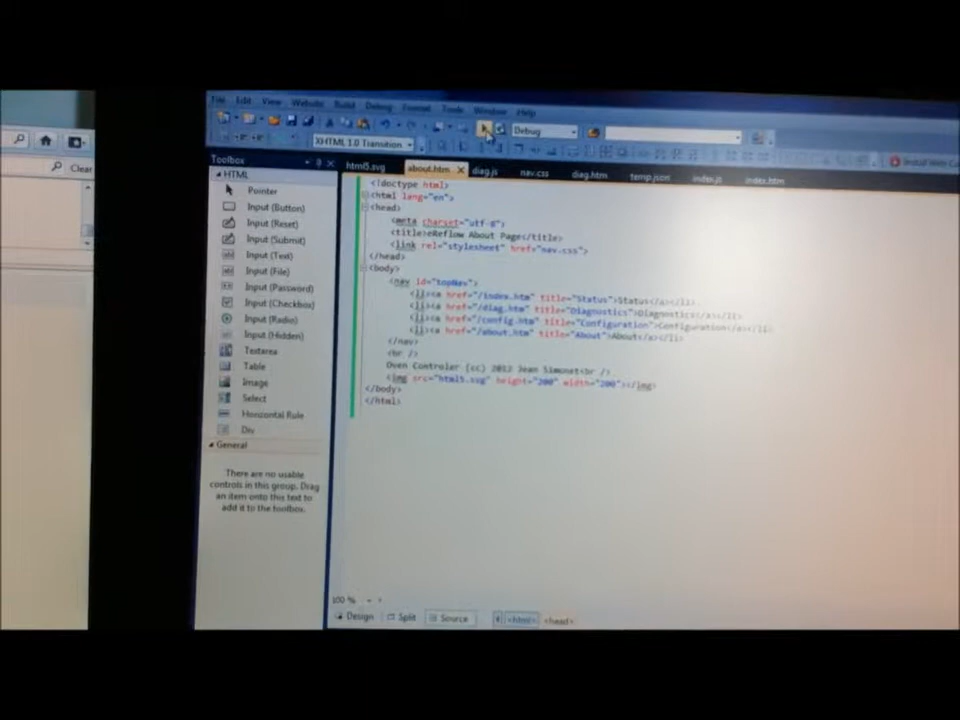 File Edit View Website Build Debug Format Tools Window Help
Debug
XHTML 1.0 Transition
Clear
Install Web Co
Toolbox
html5.svg about.htm diag.js nav.css diag.htm temp.json index.js index.htm
HTML
Pointer
Input (Button)
Input (Reset)
Input (Submit)
Input (Text)
Input (File)
Input (Password)
Input (Checkbox)
Input (Radio)
Input (Hidden)
Textarea
Table
Image
Select
Horizontal Rule
Div
General
There are no usable
controls in this group. Drag
an item onto this text to
add it to the toolbox.
<!doctype html>
<html lang="en">
<head>
<meta charset="utf-8">
<title>eReflow About Page</title>
<link rel="stylesheet" href="nav.css">
</head>
<body>
<nav id="topNav">
<li><a href="/index.htm" title="Status">Status</a></li>
<li><a href="/diag.htm" title="Diagnostics">Diagnostics</a></li>
<li><a href="/config.htm" title="Configuration">Configuration</a></li>
<li><a href="/about.htm" title="About">About</a></li>
</nav>
<br />
Oven Controler (cc) 2012 Jean Simonet<br />
<img src="html5.svg" height="200" width="200"></img>
</body>
</html>
100 %
Design Split Source <html> <head>